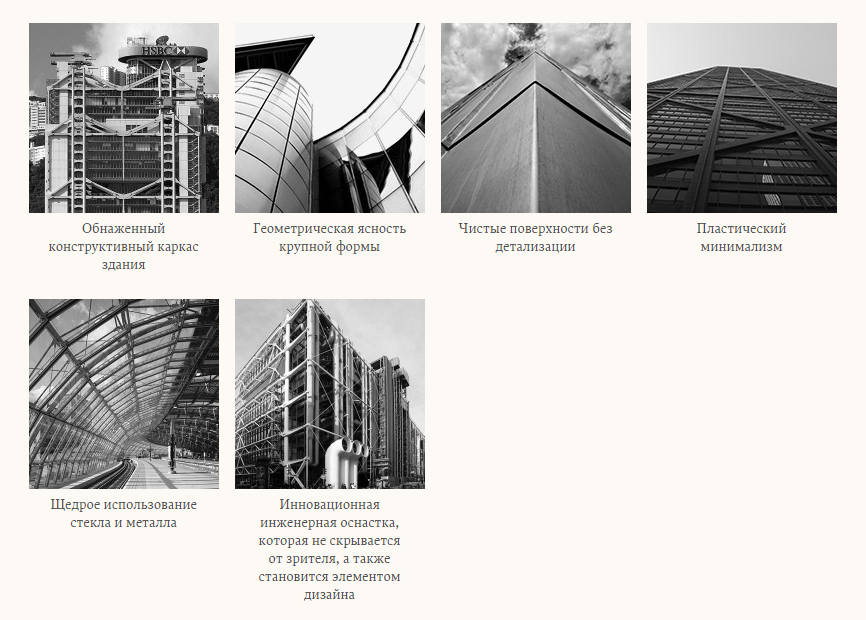 HSBC
Обнаженный
конструктивный каркас
здания
Геометрическая ясность
крупной формы
Чистые поверхности без
детализации
Пластический
минимализм
Щедрое использование
стекла и металла
Инновационная
инженерная оснастка,
которая не скрывается
от зрителя, а также
становится элементом
дизайна